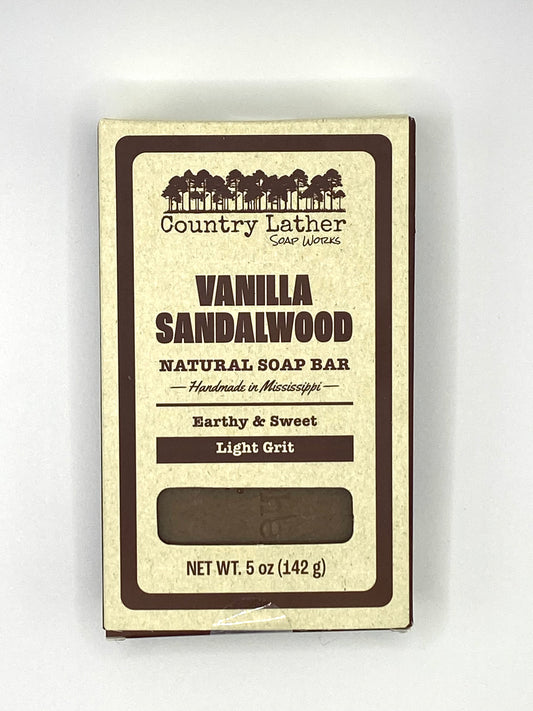 Country Lather
SOAP WORKS
VANILLA
SANDALWOOD
NATURAL SOAP BAR
— Handmade in Mississippi —
Earthy & Sweet
Light Grit
NET WT. 5 oz (142 g)